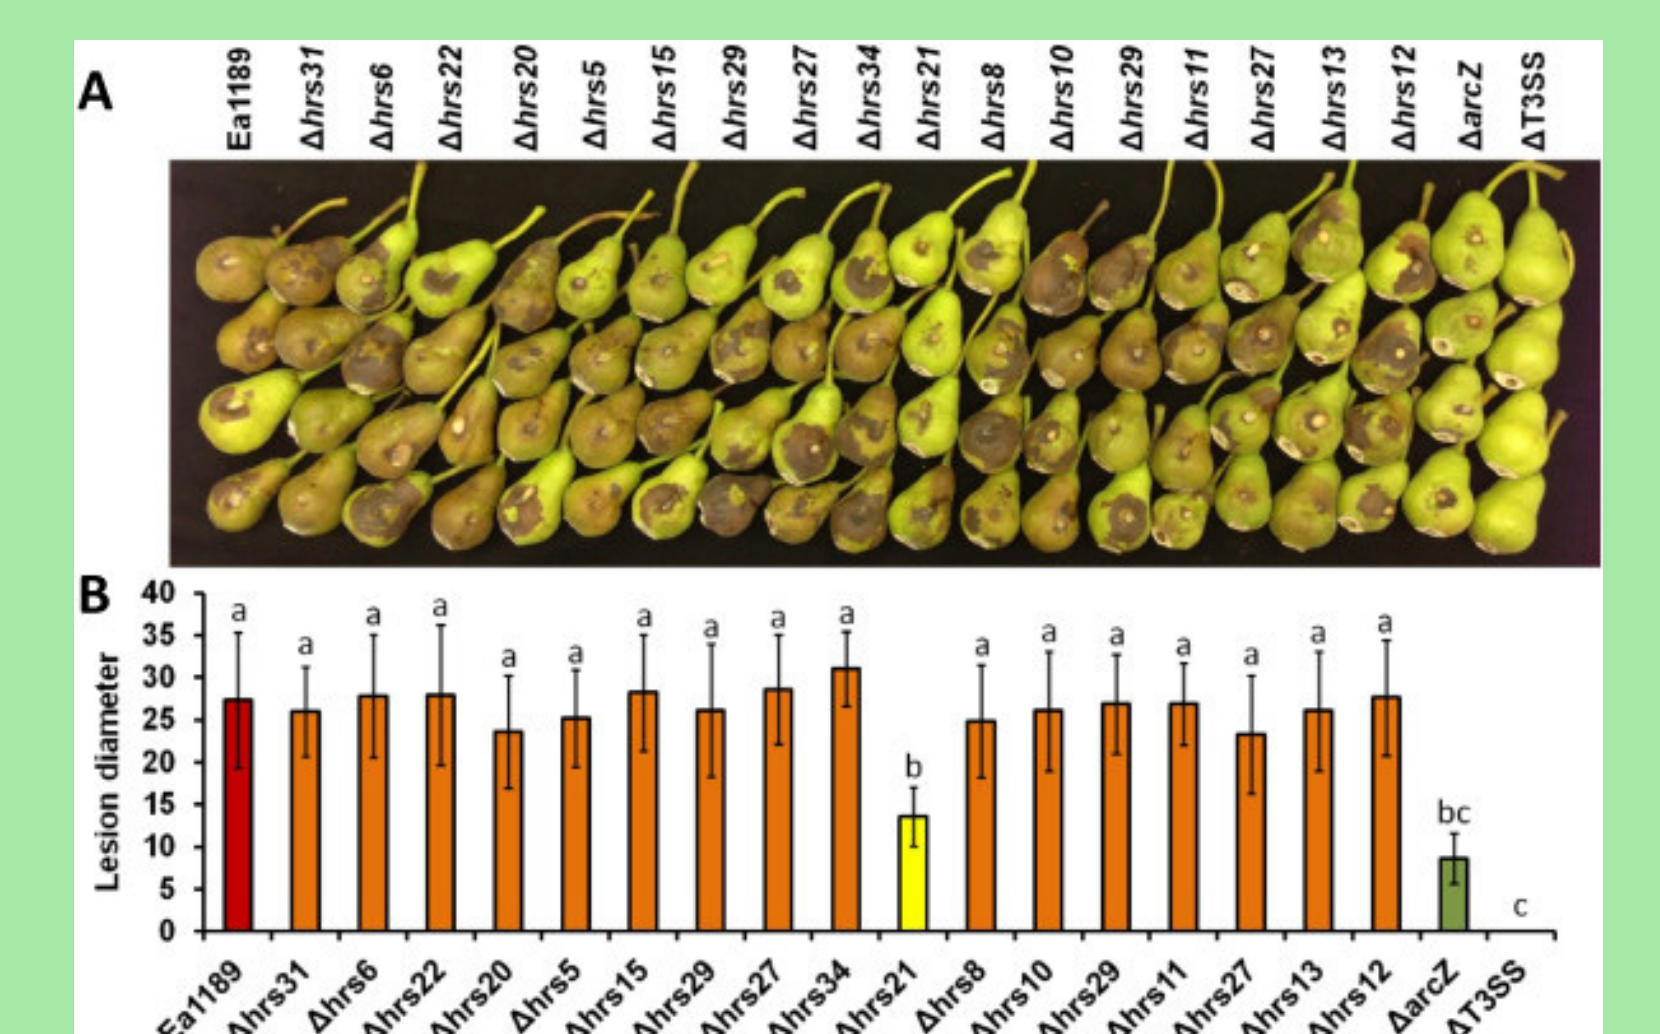 A
Ea1189 Δhrs31 Δhrs6 Δhrs22 Δhrs20 Δhrs5 Δhrs15 Δhrs29 Δhrs27 Δhrs34 Δhrs21 Δhrs8 Δhrs10 Δhrs29 Δhrs11 Δhrs27 Δhrs13 Δhrs12 ΔarcZ ΔT3SS
B
Lesion diameter
40
35
30
25
20
15
10
5
0
a a a a a a a a a a b a a a a a a a bc c
Ea1189 Δhrs31 Δhrs6 Δhrs22 Δhrs20 Δhrs5 Δhrs15 Δhrs29 Δhrs27 Δhrs34 Δhrs21 Δhrs8 Δhrs10 Δhrs29 Δhrs11 Δhrs27 Δhrs13 Δhrs12 ΔarcZ ΔT3SS